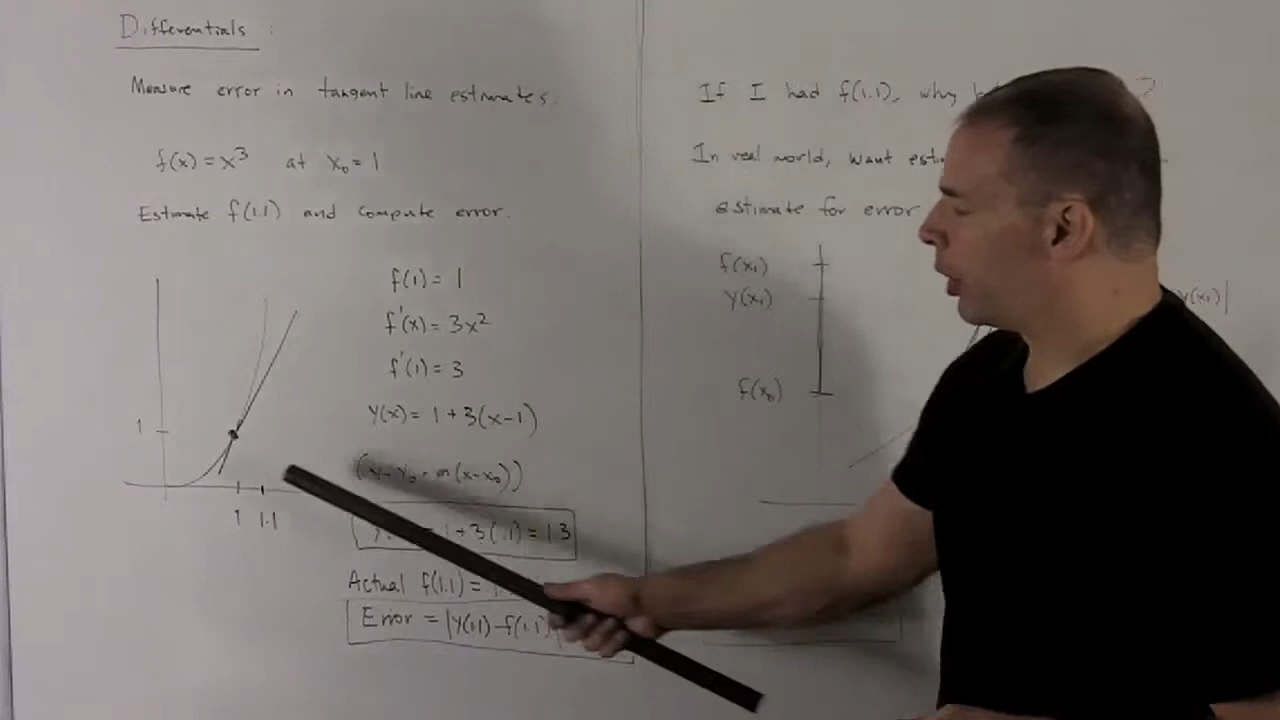 Differentials :
Measure error in tangent line estimates.
f(x) = x³ at x₀ = 1
Estimate f(1.1) and compute error.
f(1) = 1
f'(x) = 3x²
f'(1) = 3
y(x) = 1 + 3(x-1)
m(x-x₀))
1 + 3(.1) = 1.3
Actual f(1.1) =
Error = |y(1.1) - f(1.1)
1
1 1.1
If I had f(1.1), why
In real world, want
estimate for error
f(x₁)
y(x₁)
f(x₀)
y(x₁)|